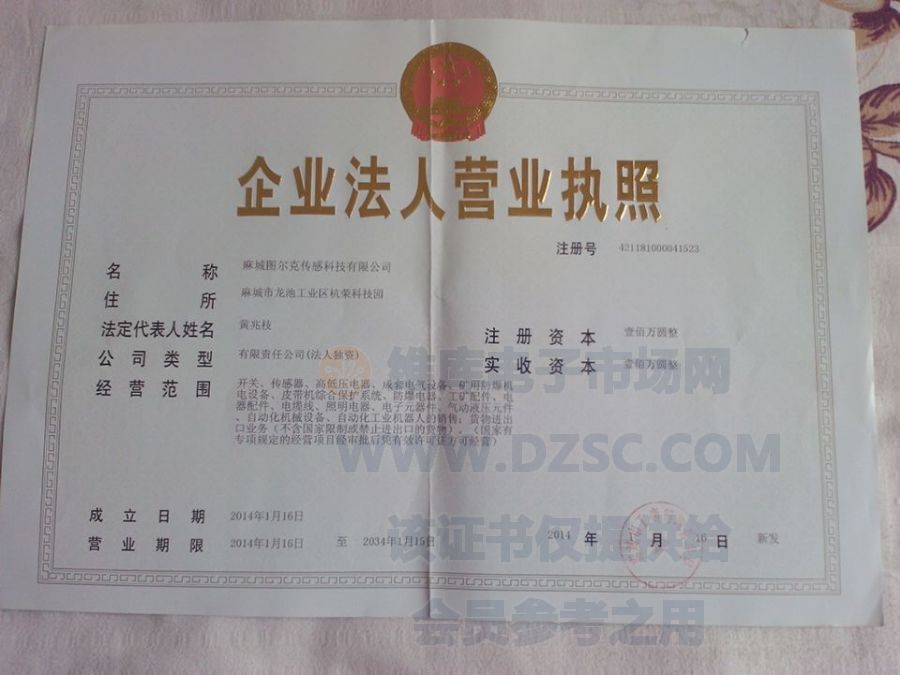 企业法人营业执照
注册号 421181000041523
名称 麻城图尔克传感科技有限公司
住所 麻城市龙池工业区杭荣科技园
法定代表人姓名 黄兆枝
注册资本 壹佰万圆整
公司类型 有限责任公司(法人独资)
实收资本 壹佰万圆整
经营范围 开关、传感器、高低压电器、成套电气设备、矿用防爆机
电设备、皮带机综合保护系统、防爆电器、工矿配件、电
器配件、电缆线、照明电器、电子元器件、气动液压元件
、自动化机械设备、自动化工业机器人的销售；货物进出
口业务（不含国家限制或禁止进出口的货物）。（国家有
专项规定的经营项目经审批后凭有效许可证方可经营）
维库电子市场网
WWW.DZSC.COM
成立日期 2014年1月16日
营业期限 2014年1月16日 至 2034年1月15日
2014 年 1 月 16 日 新发
该证书仅提供给
会员参考之用